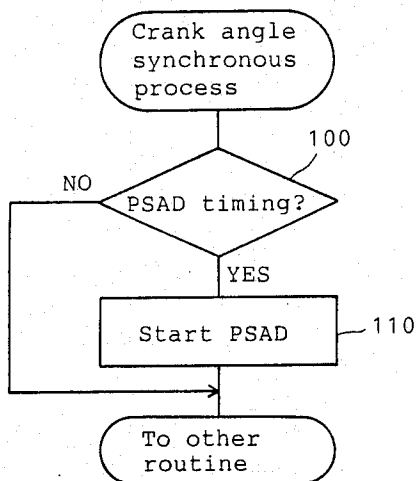 Crank angle
synchronous
process
100
NO
PSAD timing?
YES
Start PSAD
110
To other
routine